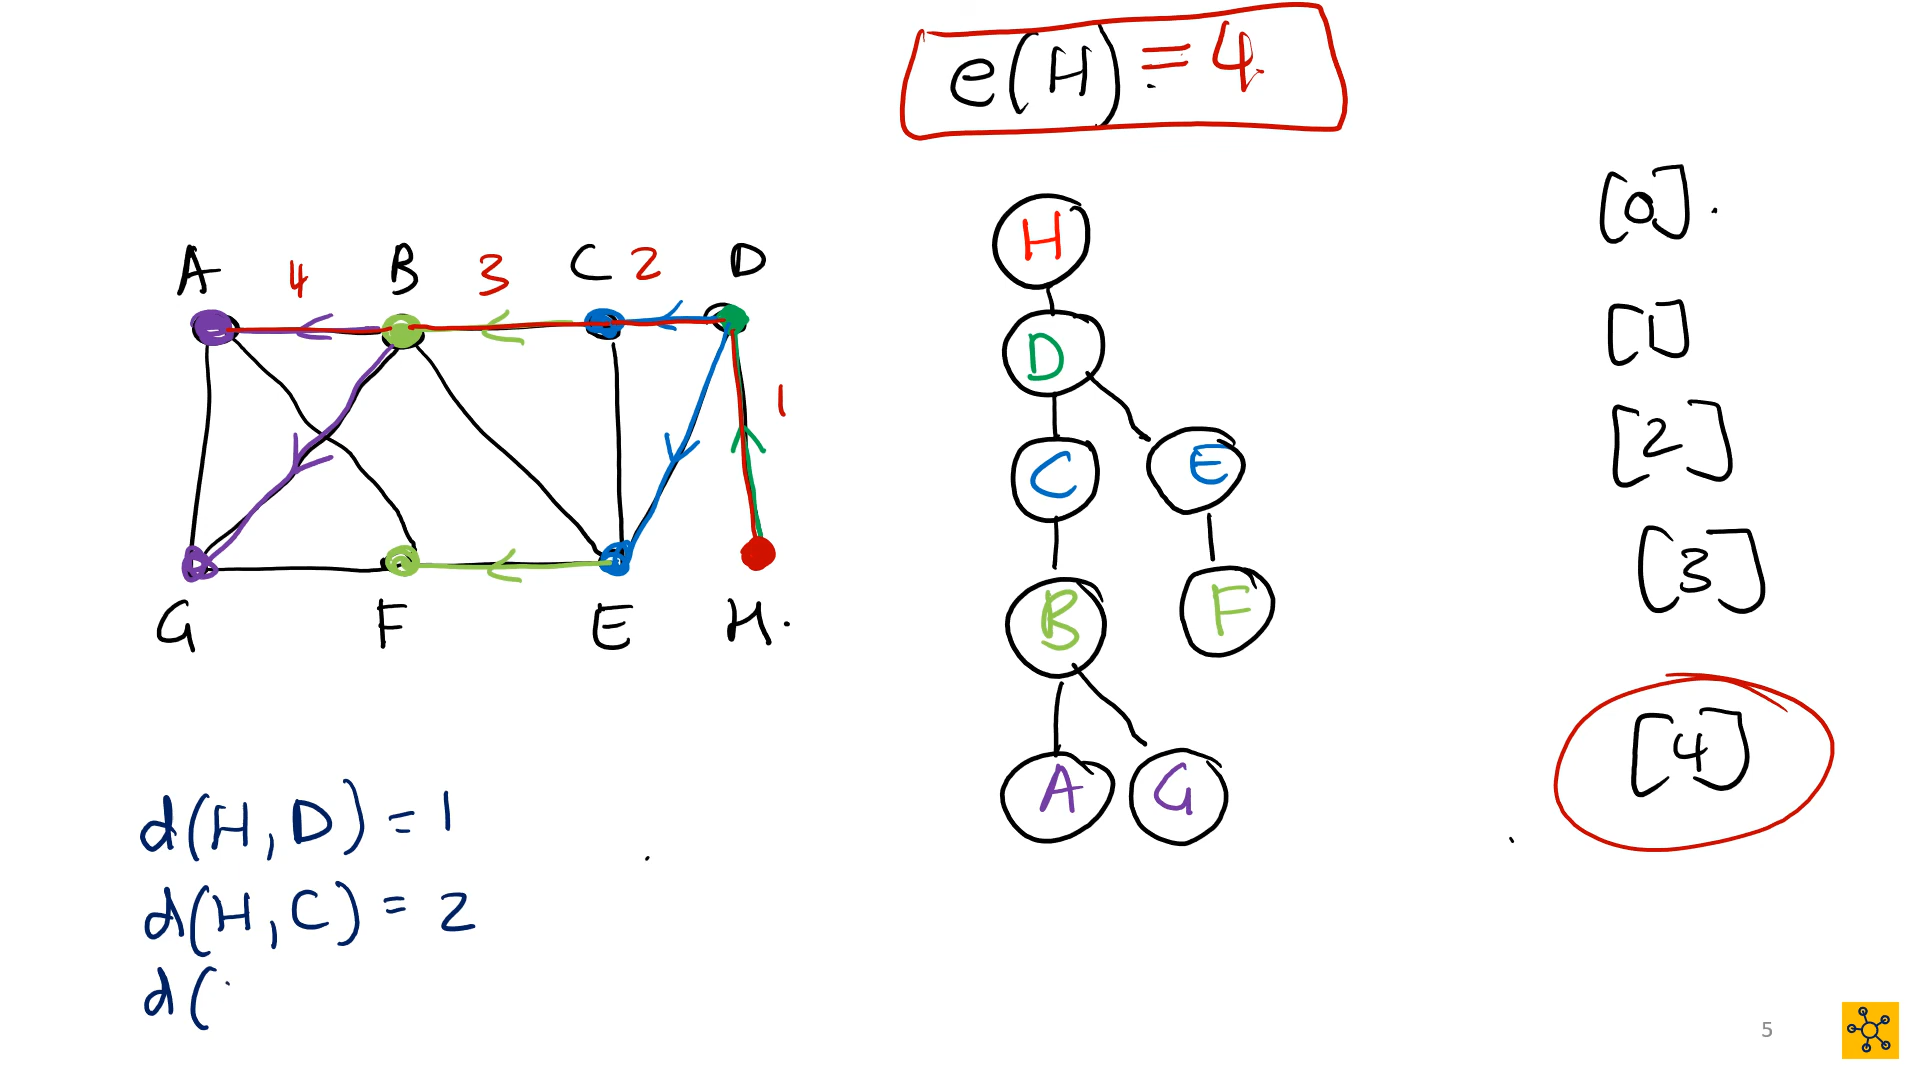 e(H) = 4
A 4 B 3 C 2 D
1
G F E H.
H
D
C E
B F
A G
[0].
[1]
[2]
[3]
[4]
d(H, D) = 1
d(H, C) = 2
d(
5